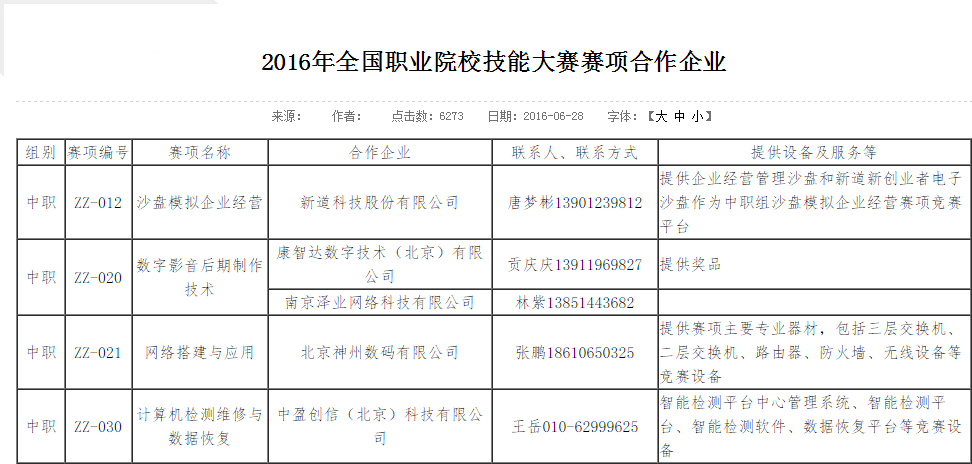 2016年全国职业院校技能大赛赛项合作企业
来源： 作者： 点击数：6273 日期：2016-06-28 字体：【大 中 小】
组别 赛项编号 赛项名称 合作企业 联系人、联系方式 提供设备及服务等
中职 ZZ-012 沙盘模拟企业经营 新道科技股份有限公司 唐梦彬13901239812
提供企业经营管理沙盘和新道新创业者电子
沙盘作为中职组沙盘模拟企业经营赛项竞赛
平台
中职 ZZ-020
数字影音后期制作
技术
康智达数字技术（北京）有限
公司
贡庆庆13911969827 提供奖品
南京泽业网络科技有限公司 林紫13851443682
中职 ZZ-021 网络搭建与应用 北京神州数码有限公司 张鹏18610650325
提供赛项主要专业器材，包括三层交换机、
二层交换机、路由器、防火墙、无线设备等
竞赛设备
中职 ZZ-030
计算机检测维修与
数据恢复
中盈创信（北京）科技有限公
司
王岳010-62999625
智能检测平台中心管理系统、智能检测平
台、智能检测软件、数据恢复平台等竞赛设
备